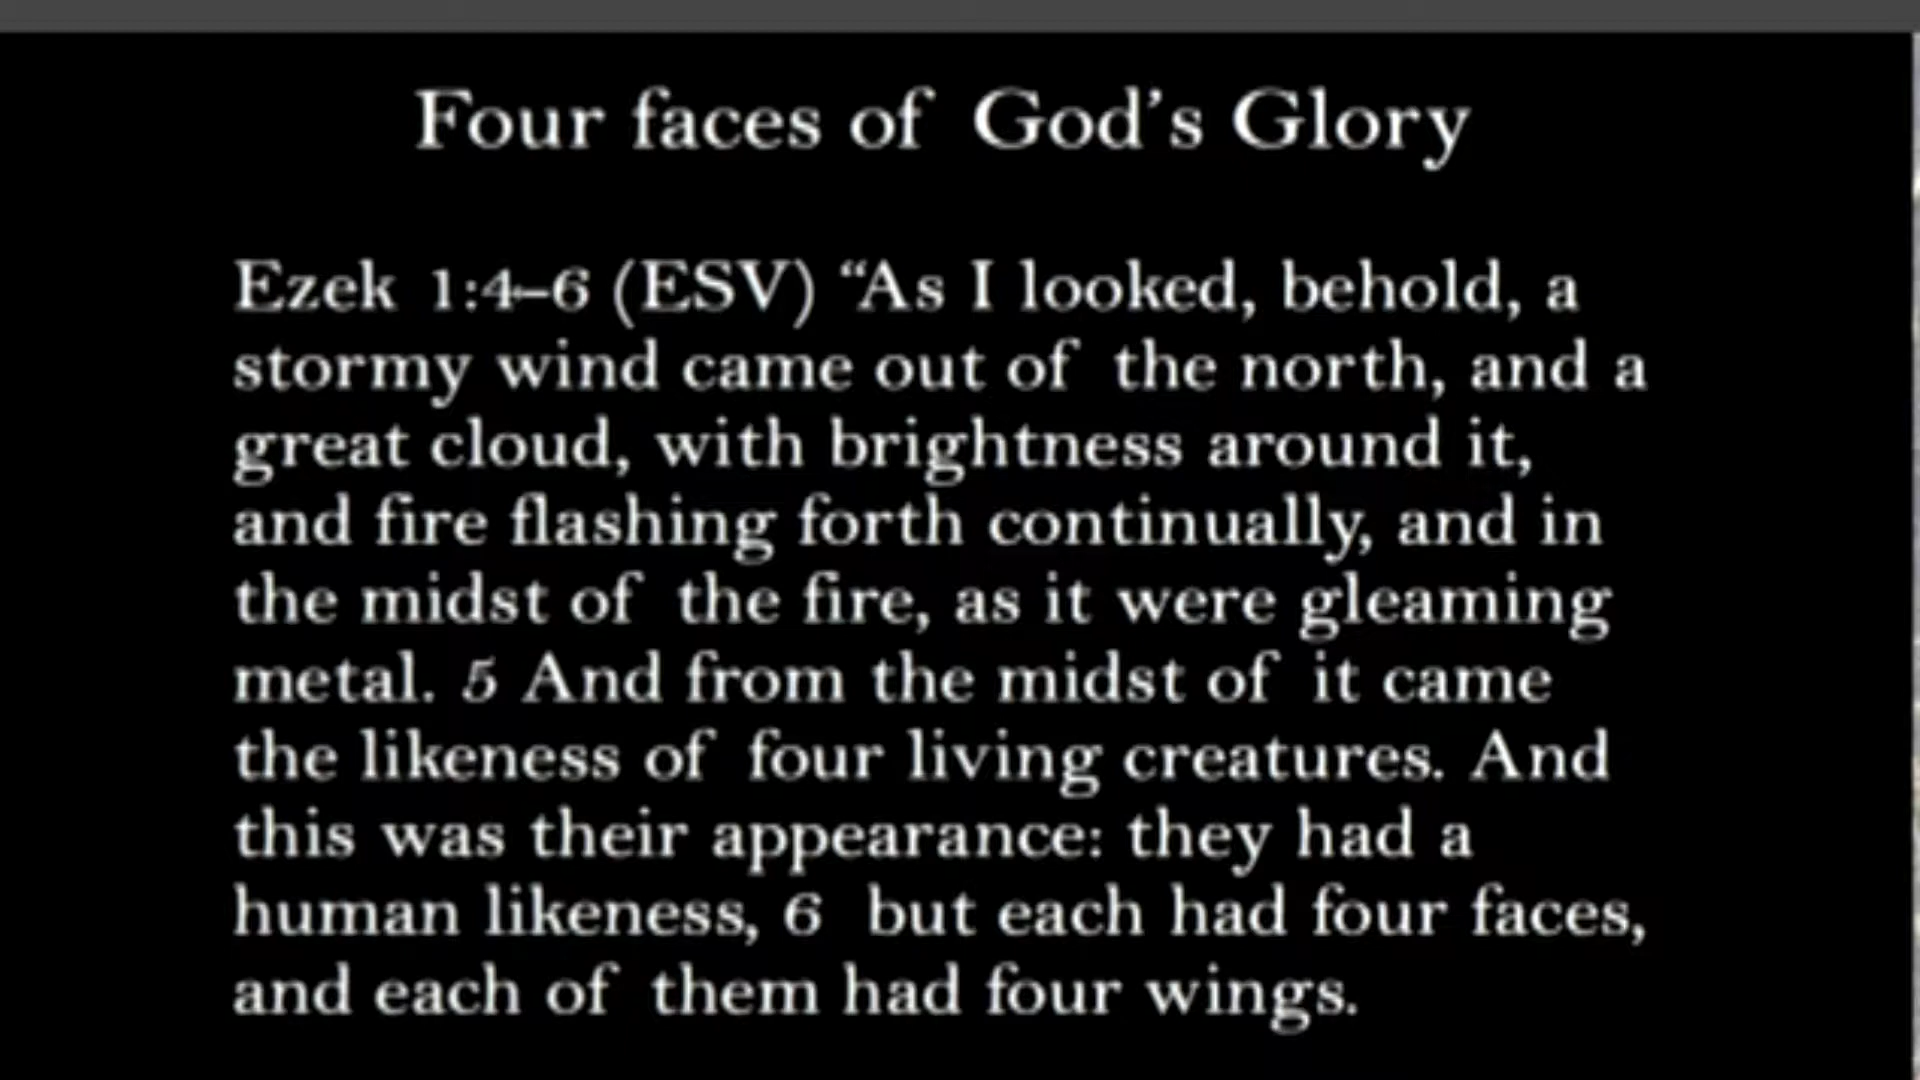 Four faces of God’s Glory
Ezek 1:4–6 (ESV) “As I looked, behold, a
stormy wind came out of the north, and a
great cloud, with brightness around it,
and fire flashing forth continually, and in
the midst of the fire, as it were gleaming
metal. 5 And from the midst of it came
the likeness of four living creatures. And
this was their appearance: they had a
human likeness, 6 but each had four faces,
and each of them had four wings.